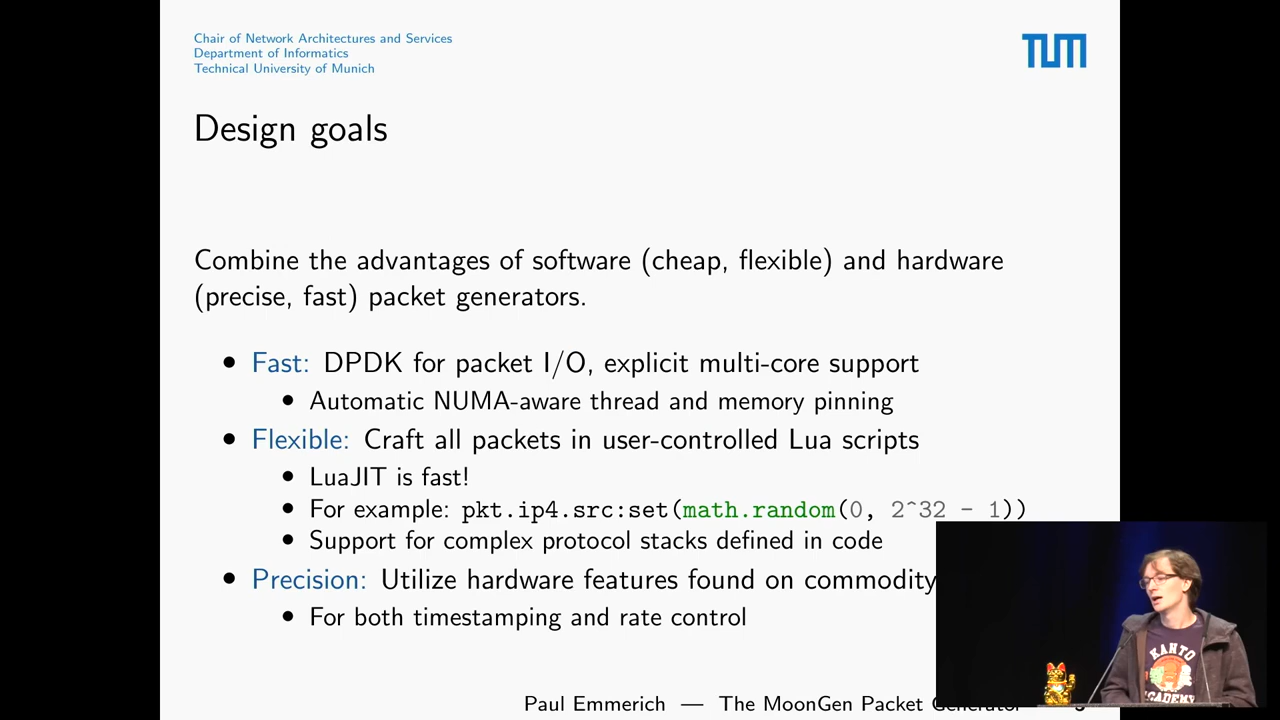 Chair of Network Architectures and Services
Department of Informatics
Technical University of Munich
TUM
Design goals
Combine the advantages of software (cheap, flexible) and hardware
(precise, fast) packet generators.
• Fast: DPDK for packet I/O, explicit multi-core support
• Automatic NUMA-aware thread and memory pinning
• Flexible: Craft all packets in user-controlled Lua scripts
• LuaJIT is fast!
• For example: pkt.ip4.src:set(math.random(0, 2^32 - 1))
• Support for complex protocol stacks defined in code
• Precision: Utilize hardware features found on commodity
• For both timestamping and rate control
KANTO
ACADEMY
Paul Emmerich — The MoonGen Packet Generator